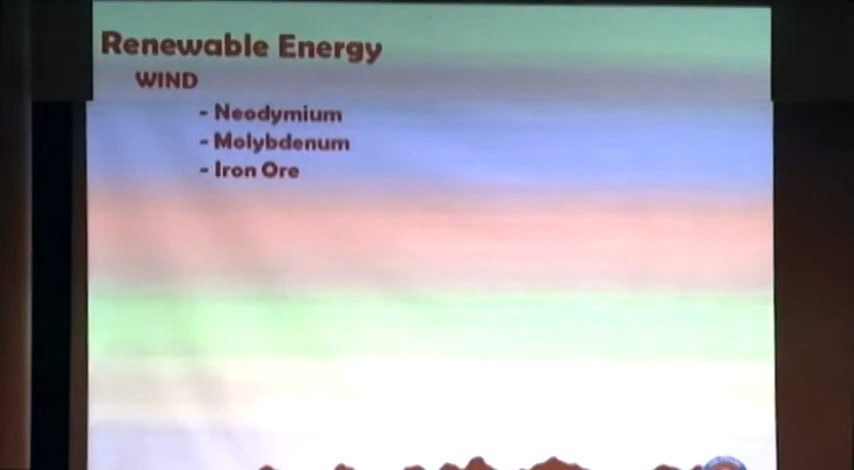 Renewable Energy
WIND
- Neodymium
- Molybdenum
- Iron Ore